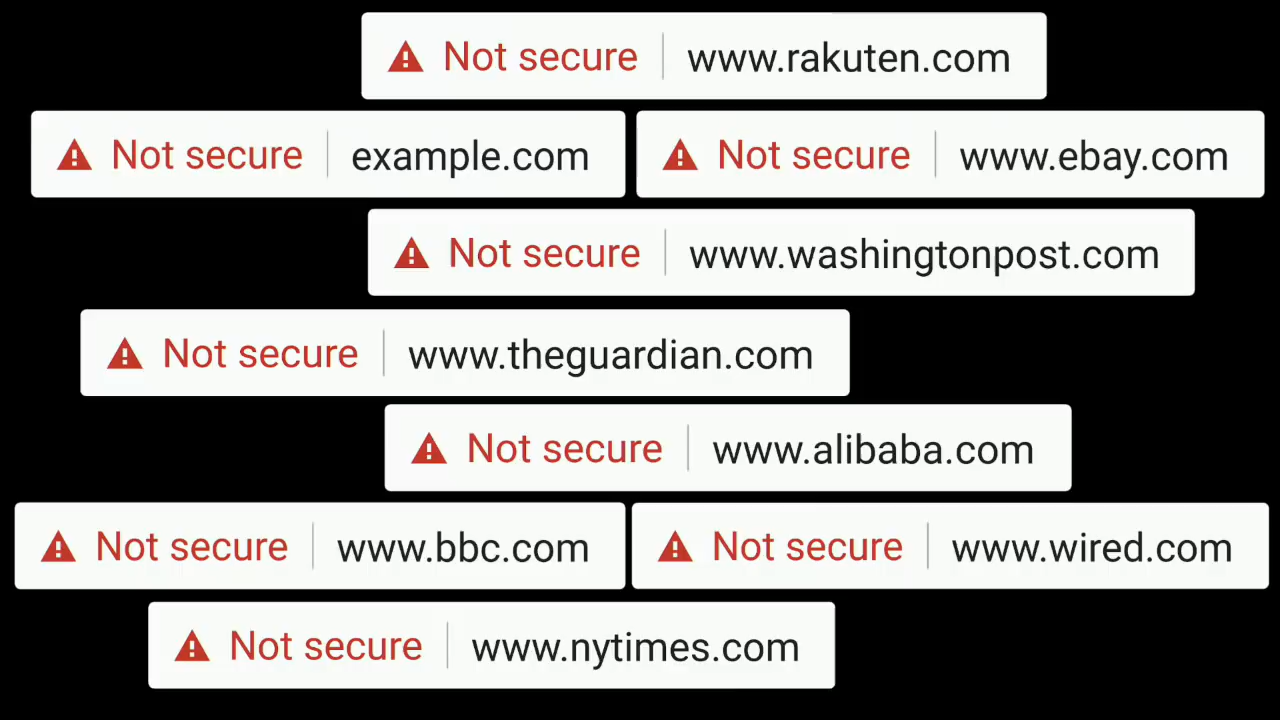 Not secure www.rakuten.com
Not secure example.com
Not secure www.ebay.com
Not secure www.washingtonpost.com
Not secure www.theguardian.com
Not secure www.alibaba.com
Not secure www.bbc.com
Not secure www.wired.com
Not secure www.nytimes.com